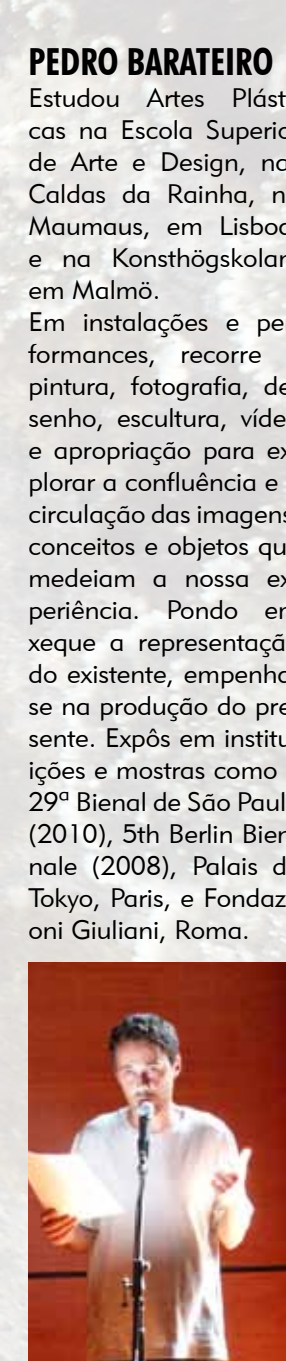 PEDRO BARATEIRO
Estudou Artes Plást
cas na Escola Superio
de Arte e Design, na
Caldas da Rainha, n
Maumaus, em Lisboa
e na Konsthögskolan
em Malmö.
Em instalações e per
formances, recorre
pintura, fotografia, de
senho, escultura, víde
e apropriação para ex
plorar a confluência e
circulação das imagens
conceitos e objetos qu
medeiam a nossa ex
periência. Pondo en
xeque a representaçã
do existente, empenha
se na produção do pre
sente. Expôs em institu
ições e mostras como
29ª Bienal de São Paul
(2010), 5th Berlin Bien
nale (2008), Palais d
Tokyo, Paris, e Fondaz
oni Giuliani, Roma.